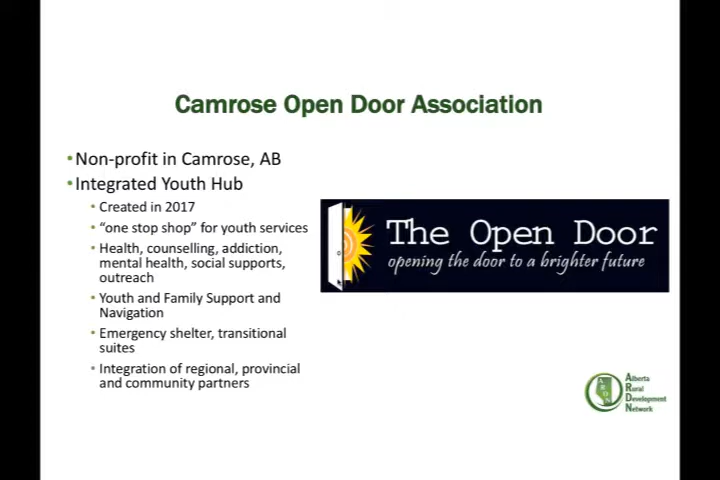 Camrose Open Door Association
•Non-profit in Camrose, AB
•Integrated Youth Hub
• Created in 2017
• “one stop shop” for youth services
• Health, counselling, addiction,
mental health, social supports,
outreach
• Youth and Family Support and
Navigation
• Emergency shelter, transitional
suites
• Integration of regional, provincial
and community partners
The Open Door
opening the door to a brighter future
ARDN
Alberta
Rural
Development
Network